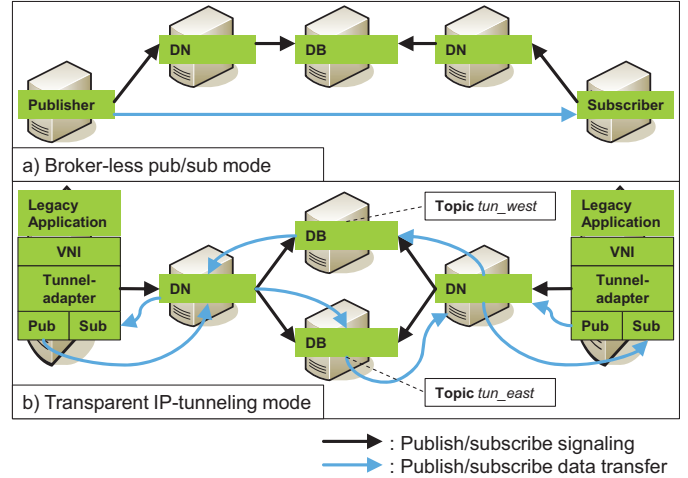 DN
DB
DN
Publisher
Subscriber
a) Broker-less pub/sub mode
Legacy
Application
VNI
Tunnel-
adapter
Pub
Sub
DN
DB
Topic tun_west
DB
Topic tun_east
DN
Legacy
Application
VNI
Tunnel-
adapter
Pub
Sub
b) Transparent IP-tunneling mode
: Publish/subscribe signaling
: Publish/subscribe data transfer